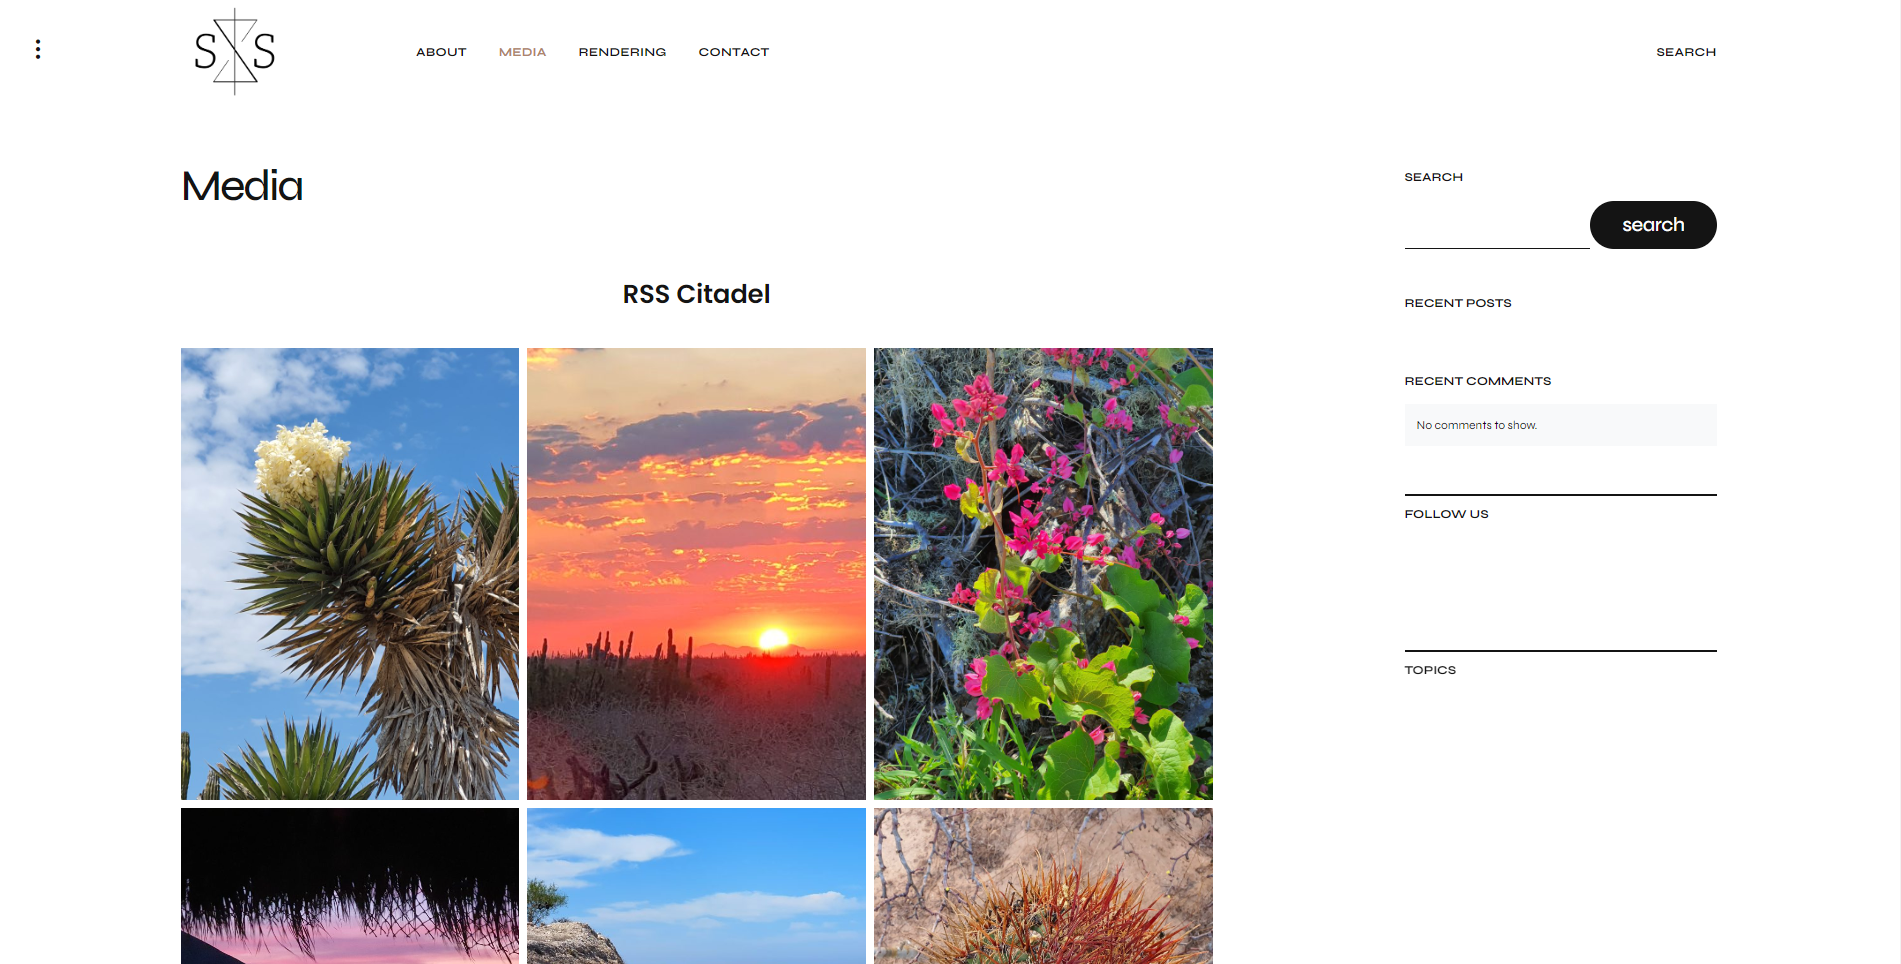 S S
ABOUT
MEDIA
RENDERING
CONTACT
SEARCH
Media
RSS Citadel
SEARCH
search
RECENT POSTS
RECENT COMMENTS
No comments to show.
FOLLOW US
TOPICS